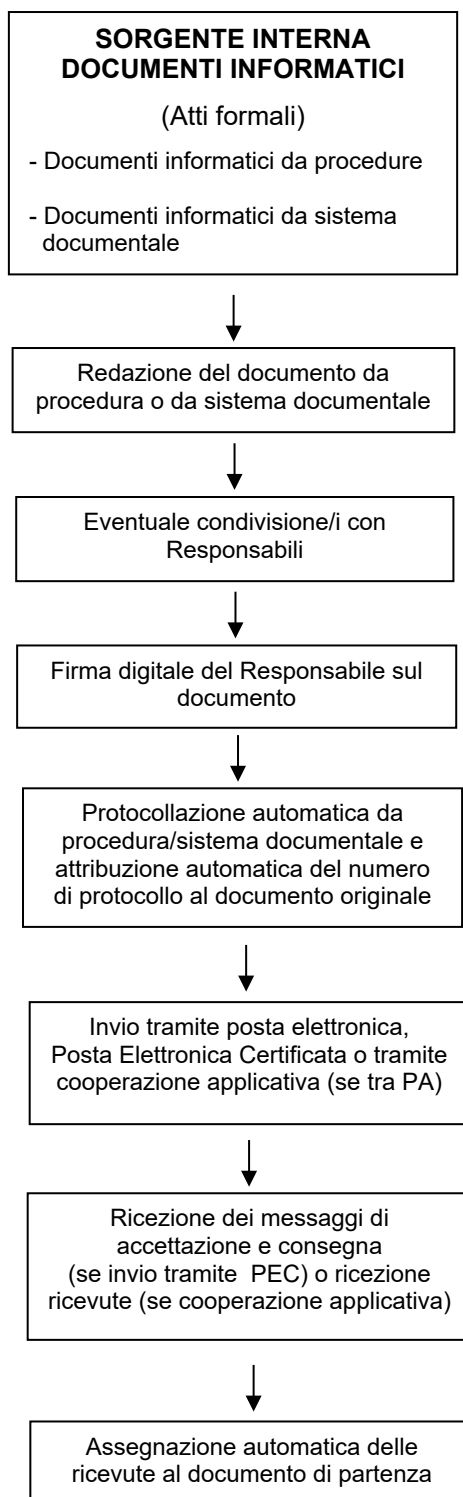 SORGENTE INTERNA
DOCUMENTI INFORMATICI
(Atti formali)
- Documenti informatici da procedure
- Documenti informatici da sistema
documentale
Redazione del documento da
procedura o da sistema documentale
Eventuale condivisione/i con
Responsabili
Firma digitale del Responsabile sul
documento
Protocollazione automatica da
procedura/sistema documentale e
attribuzione automatica del numero
di protocollo al documento originale
Invio tramite posta elettronica,
Posta Elettronica Certificata o tramite
cooperazione applicativa (se tra PA)
Ricezione dei messaggi di
accettazione e consegna
(se invio tramite PEC) o ricezione
ricevute (se cooperazione applicativa)
Assegnazione automatica delle
ricevute al documento di partenza